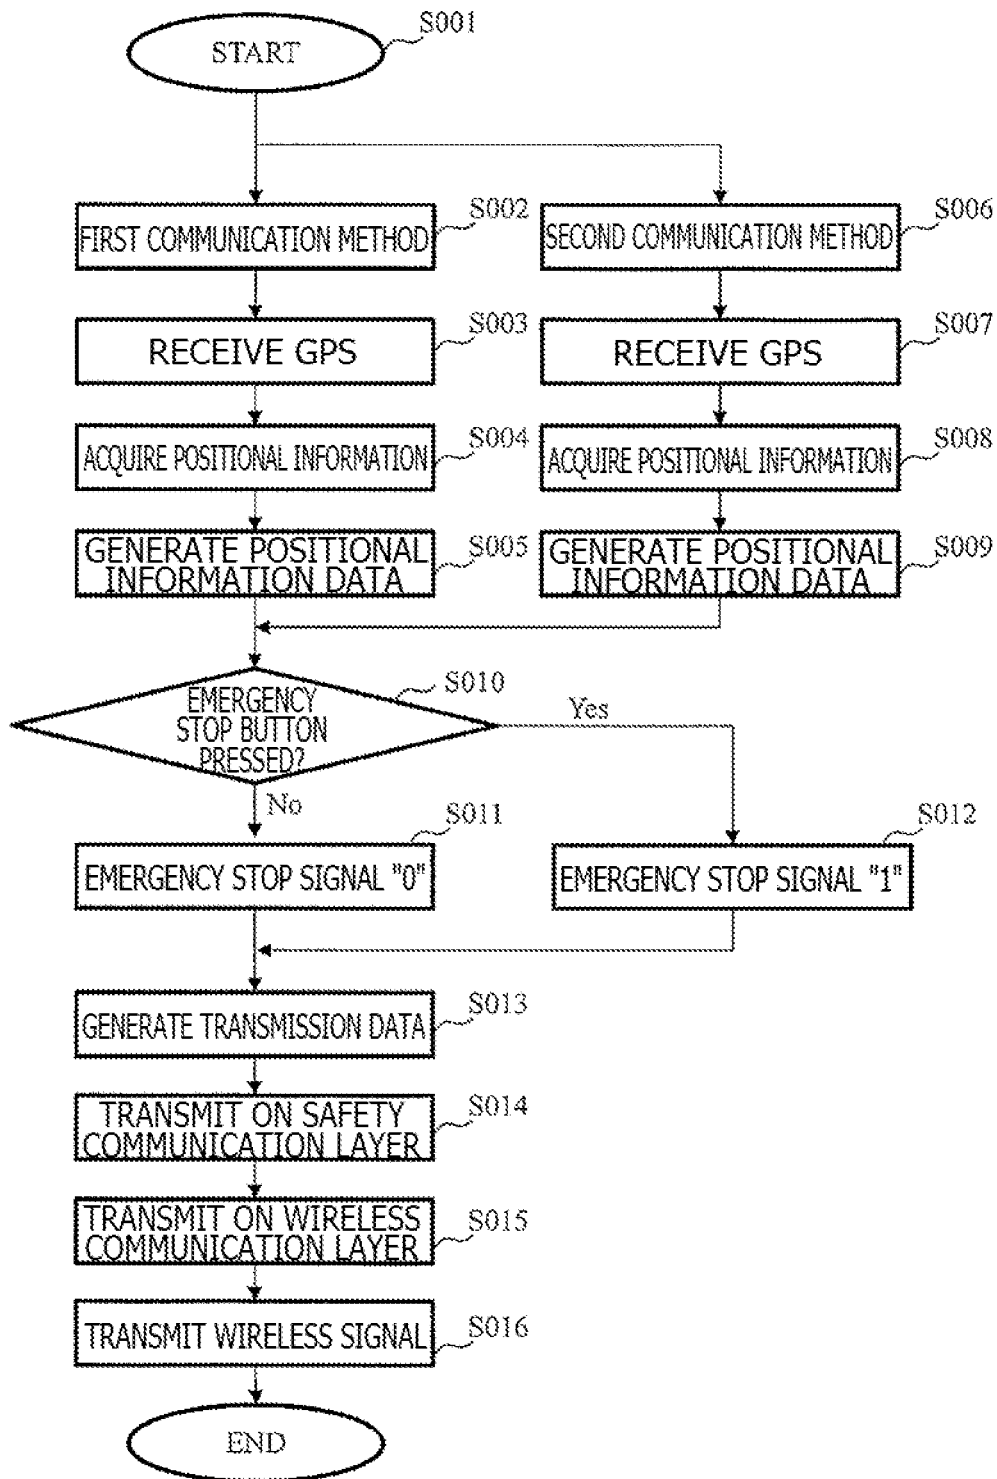 START
S001
FIRST COMMUNICATION METHOD
S002
SECOND COMMUNICATION METHOD
S006
RECEIVE GPS
S003
RECEIVE GPS
S007
ACQUIRE POSITIONAL INFORMATION
S004
ACQUIRE POSITIONAL INFORMATION
S008
GENERATE POSITIONAL
INFORMATION DATA
S005
GENERATE POSITIONAL
INFORMATION DATA
S009
EMERGENCY
STOP BUTTON
PRESSED?
S010
Yes
No
EMERGENCY STOP SIGNAL "0"
S011
EMERGENCY STOP SIGNAL "1"
S012
GENERATE TRANSMISSION DATA
S013
TRANSMIT ON SAFETY
COMMUNICATION LAYER
S014
TRANSMIT ON WIRELESS
COMMUNICATION LAYER
S015
TRANSMIT WIRELESS SIGNAL
S016
END